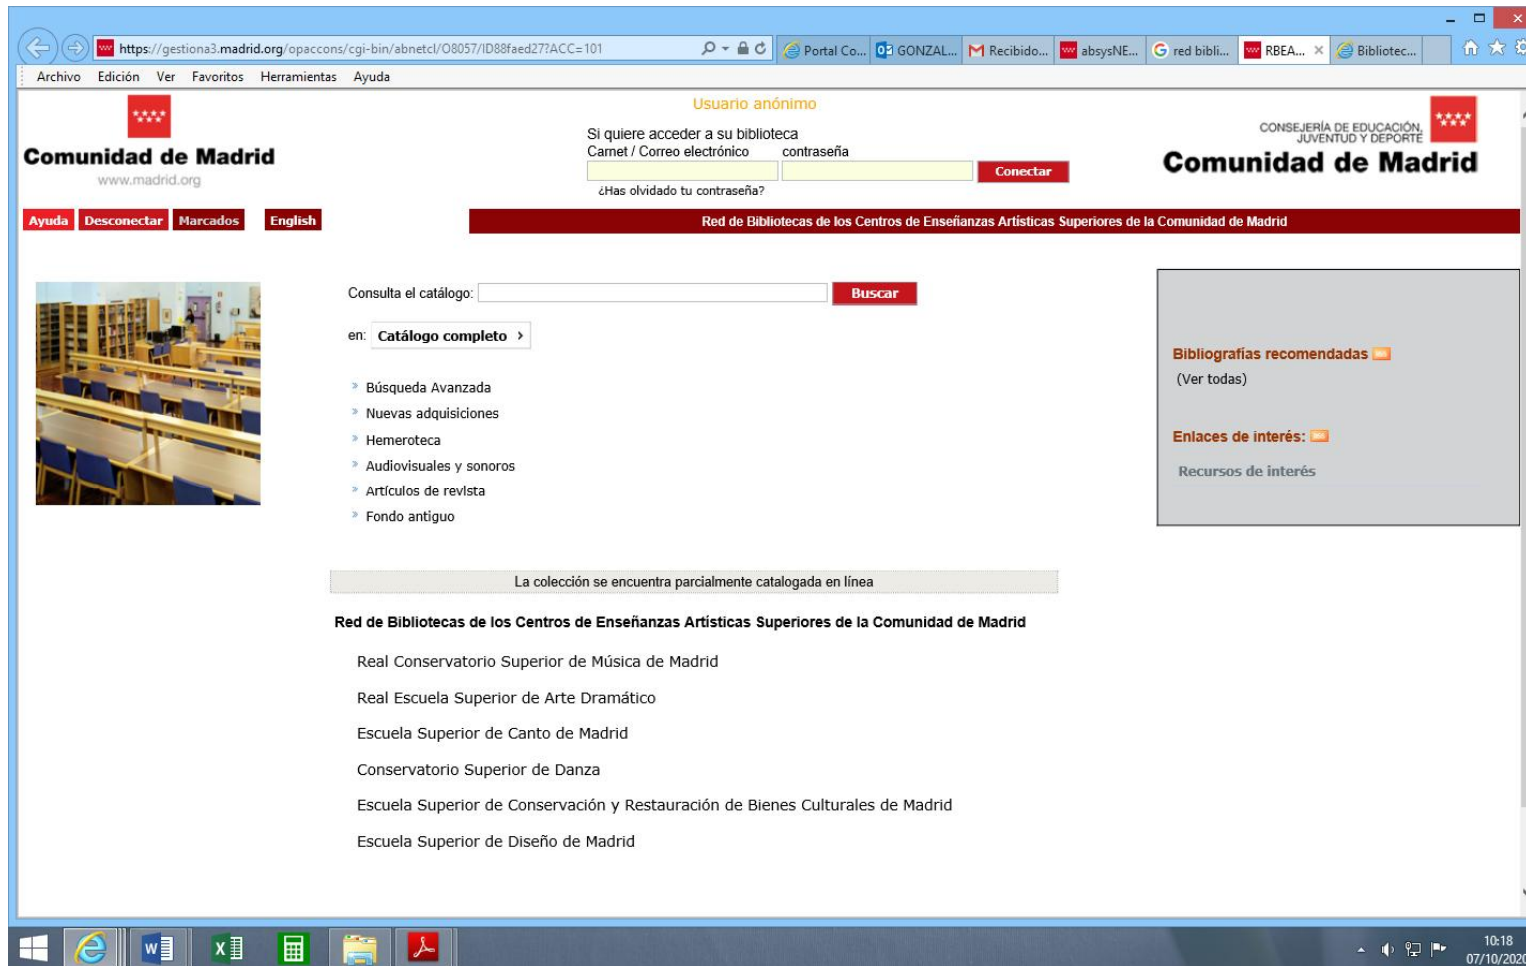 https://gestiona3.madrid.org/opaccons/cgi-bin/abnetcl/O8057/ID88faed27?ACC=101
Portal Co... GONZAL... Recibido... absysNE... red bibli... RBEA... Bibliotec...
Archivo Edición Ver Favoritos Herramientas Ayuda
Comunidad de Madrid
www.madrid.org
Usuario anónimo
Si quiere acceder a su biblioteca
Carnet / Correo electrónico contraseña
Conectar
¿Has olvidado tu contraseña?
CONSEJERÍA DE EDUCACIÓN,
JUVENTUD Y DEPORTE
Comunidad de Madrid
Ayuda Desconectar Marcados English
Red de Bibliotecas de los Centros de Enseñanzas Artísticas Superiores de la Comunidad de Madrid
Consulta el catálogo: Buscar
en: Catálogo completo >
» Búsqueda Avanzada
» Nuevas adquisiciones
» Hemeroteca
» Audiovisuales y sonoros
» Artículos de revista
» Fondo antiguo
Bibliografías recomendadas
(Ver todas)
Enlaces de interés:
Recursos de interés
La colección se encuentra parcialmente catalogada en línea
Red de Bibliotecas de los Centros de Enseñanzas Artísticas Superiores de la Comunidad de Madrid
Real Conservatorio Superior de Música de Madrid
Real Escuela Superior de Arte Dramático
Escuela Superior de Canto de Madrid
Conservatorio Superior de Danza
Escuela Superior de Conservación y Restauración de Bienes Culturales de Madrid
Escuela Superior de Diseño de Madrid
10:18
07/10/2020